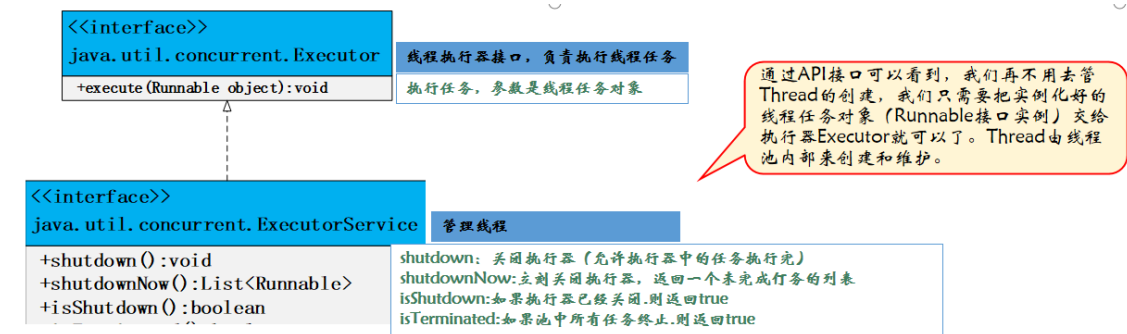 <<interface>>
java.util.concurrent.Executor
线程执行器接口，负责执行线程任务
+execute(Runnable object):void
执行任务，参数是线程任务对象
通过API接口可以看到，我们再不用去管
Thread的创建，我们只需要把实例化好的
线程任务对象（Runnable接口实例）交给
执行器Executor就可以了。Thread由线程
池内部来创建和维护。
<<interface>>
java.util.concurrent.ExecutorService
管理线程
+shutdown():void
+shutdownNow():List<Runnable>
+isShutdown():boolean
shutdown：关闭执行器（允许执行器中的任务执行完）
shutdownNow:立刻关闭执行器，返回一个未完成打务的列表
isShutdown:如果执行器已经关闭.则返回true
isTerminated:如果池中所有任务终止.则返回true